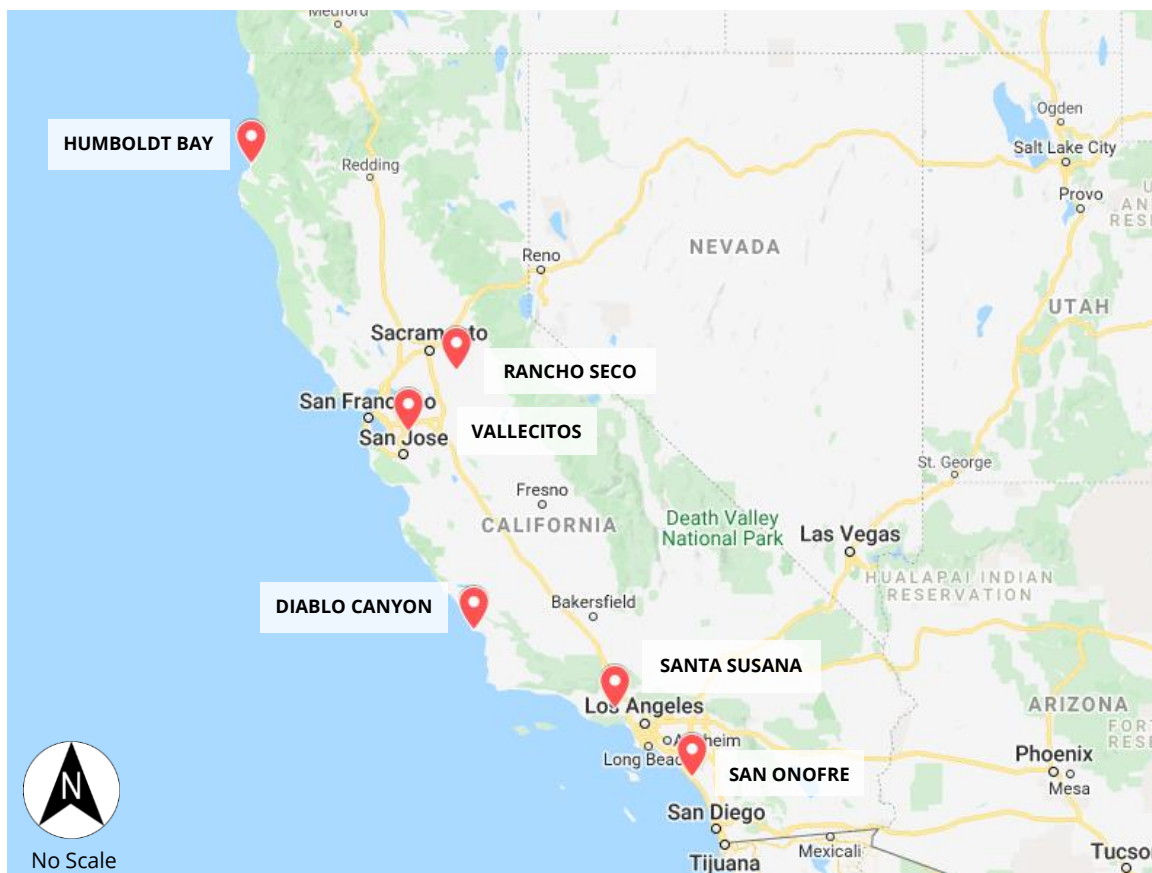 Medford
HUMBOLDT BAY
Redding
Ogden
Salt Lake City
Provo
NEVADA
Reno
UTAH
Sacramento
RANCHO SECO
San Francisco
VALLECITOS
San Jose
St. George
Fresno
CALIFORNIA
Death Valley
National Park
Las Vegas
HUALAPAI INDIAN
RESERVATION
DIABLO CANYON
Bakersfield
SANTA SUSANA
Los Angeles
ARIZONA
Anaheim
Long Beac
SAN ONOFRE
Phoenix
Mesa
San Diego
N
No Scale
Tijuana
Mexicali
Tucso